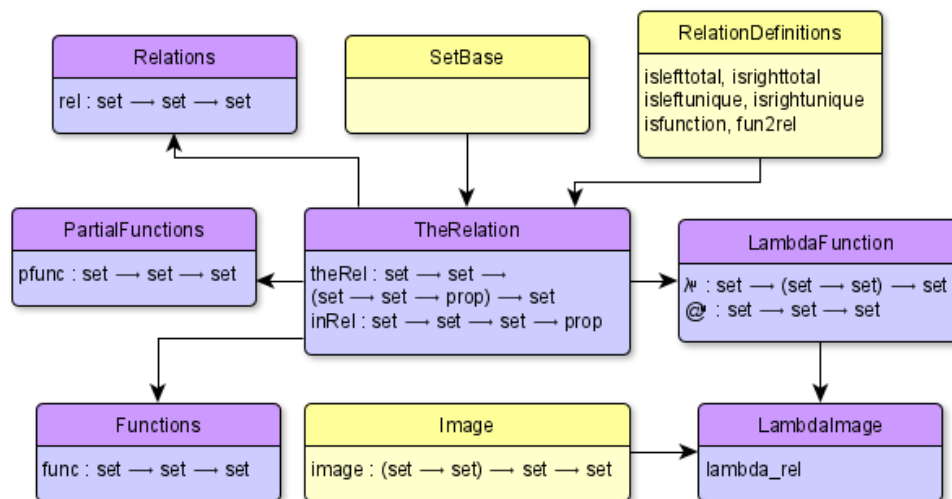 Relations
rel : set ⟶ set ⟶ set
SetBase
RelationDefinitions
islefttotal, isrighttotal
isleftunique, isrightunique
isfunction, fun2rel
PartialFunctions
pfunc : set ⟶ set ⟶ set
TheRelation
theRel : set ⟶ set ⟶
(set ⟶ set ⟶ prop) ⟶ set
inRel : set ⟶ set ⟶ set ⟶ prop
LambdaFunction
: set ⟶ (set ⟶ set) ⟶ set
: set ⟶ set ⟶ set
Functions
func : set ⟶ set ⟶ set
Image
image : (set ⟶ set) ⟶ set ⟶ set
LambdaImage
lambda_rel